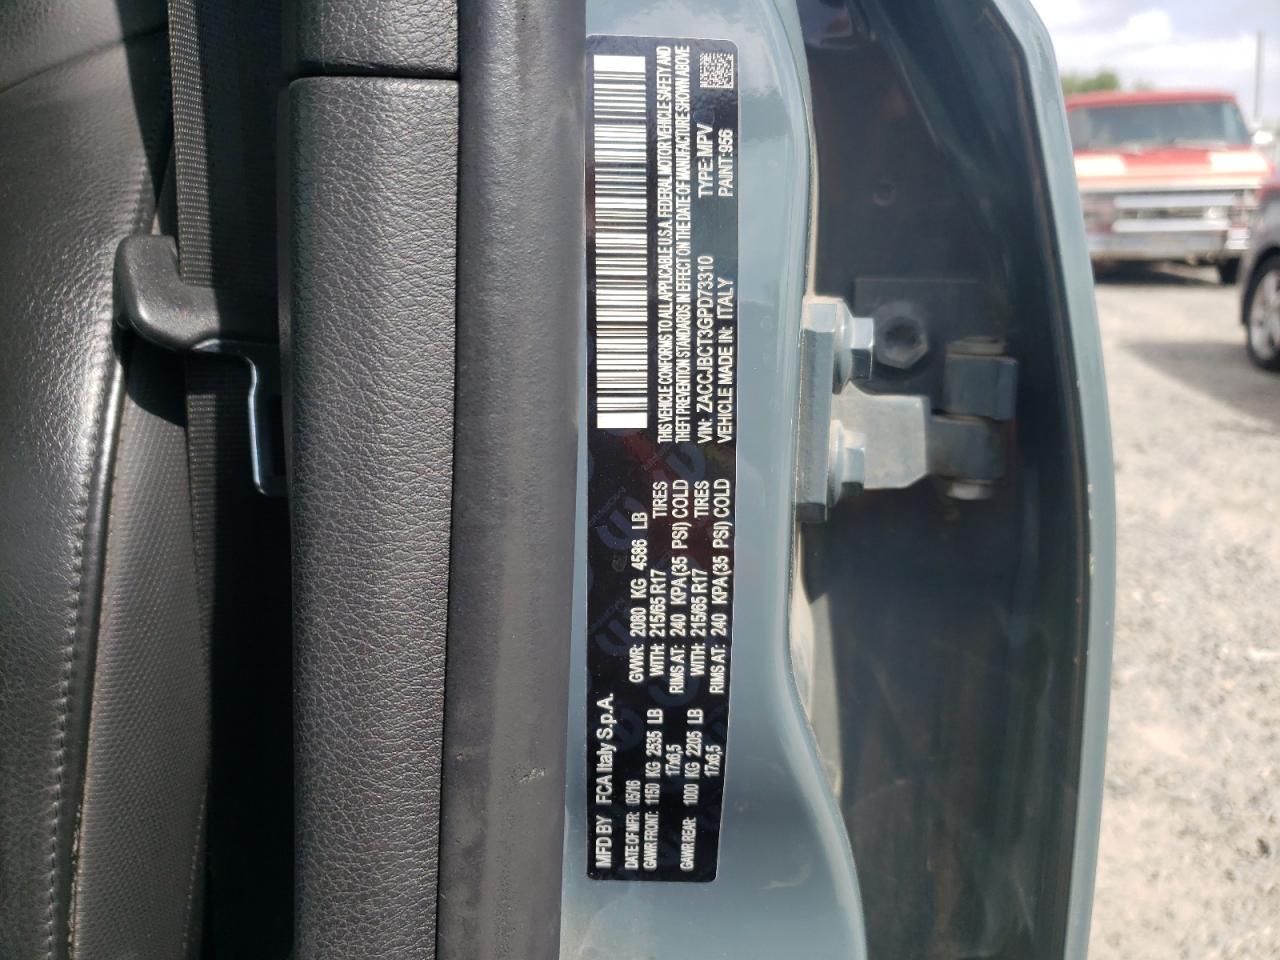 MFD BY FCA Italy S.p.A.
DATE OF MFR: 05/16 GVWR: 2080 KG 4586 LB
GAWR FRONT: 1150 KG 2535 LB WITH: 215/65 R17 TIRES
17x6,5 RIMS AT: 240 KPA(35 PSI) COLD
GAWR REAR: 1000 KG 2205 LB WITH: 215/65 R17 TIRES
17x6,5 RIMS AT: 240 KPA(35 PSI) COLD
THIS VEHICLE CONFORMS TO ALL APPLICABLE U.S.A. FEDERAL MOTOR VEHICLE SAFETY AND
THEFT PREVENTION STANDARDS IN EFFECT ON THE DATE OF MANUFACTURE SHOWN ABOVE
VIN: ZACCJBCT3GPD73310 TYPE:MPV
VEHICLE MADE IN: ITALY PAINT:956